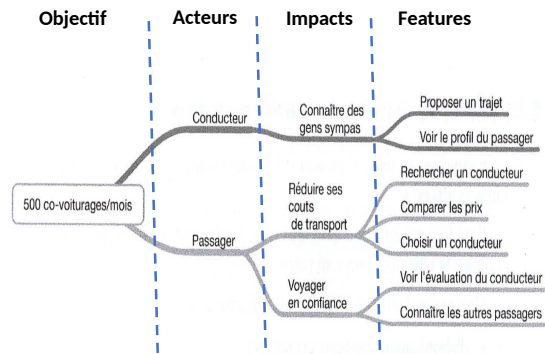 Objectif
Acteurs
Impacts
Features
500 co-voiturages/mois
Conducteur
Connaître des
gens sympas
Proposer un trajet
Voir le profil du passager
Passager
Réduire ses
couts
de transport
Rechercher un conducteur
Comparer les prix
Choisir un conducteur
Voyager
en confiance
Voir l'évaluation du conducteur
Connaître les autres passagers